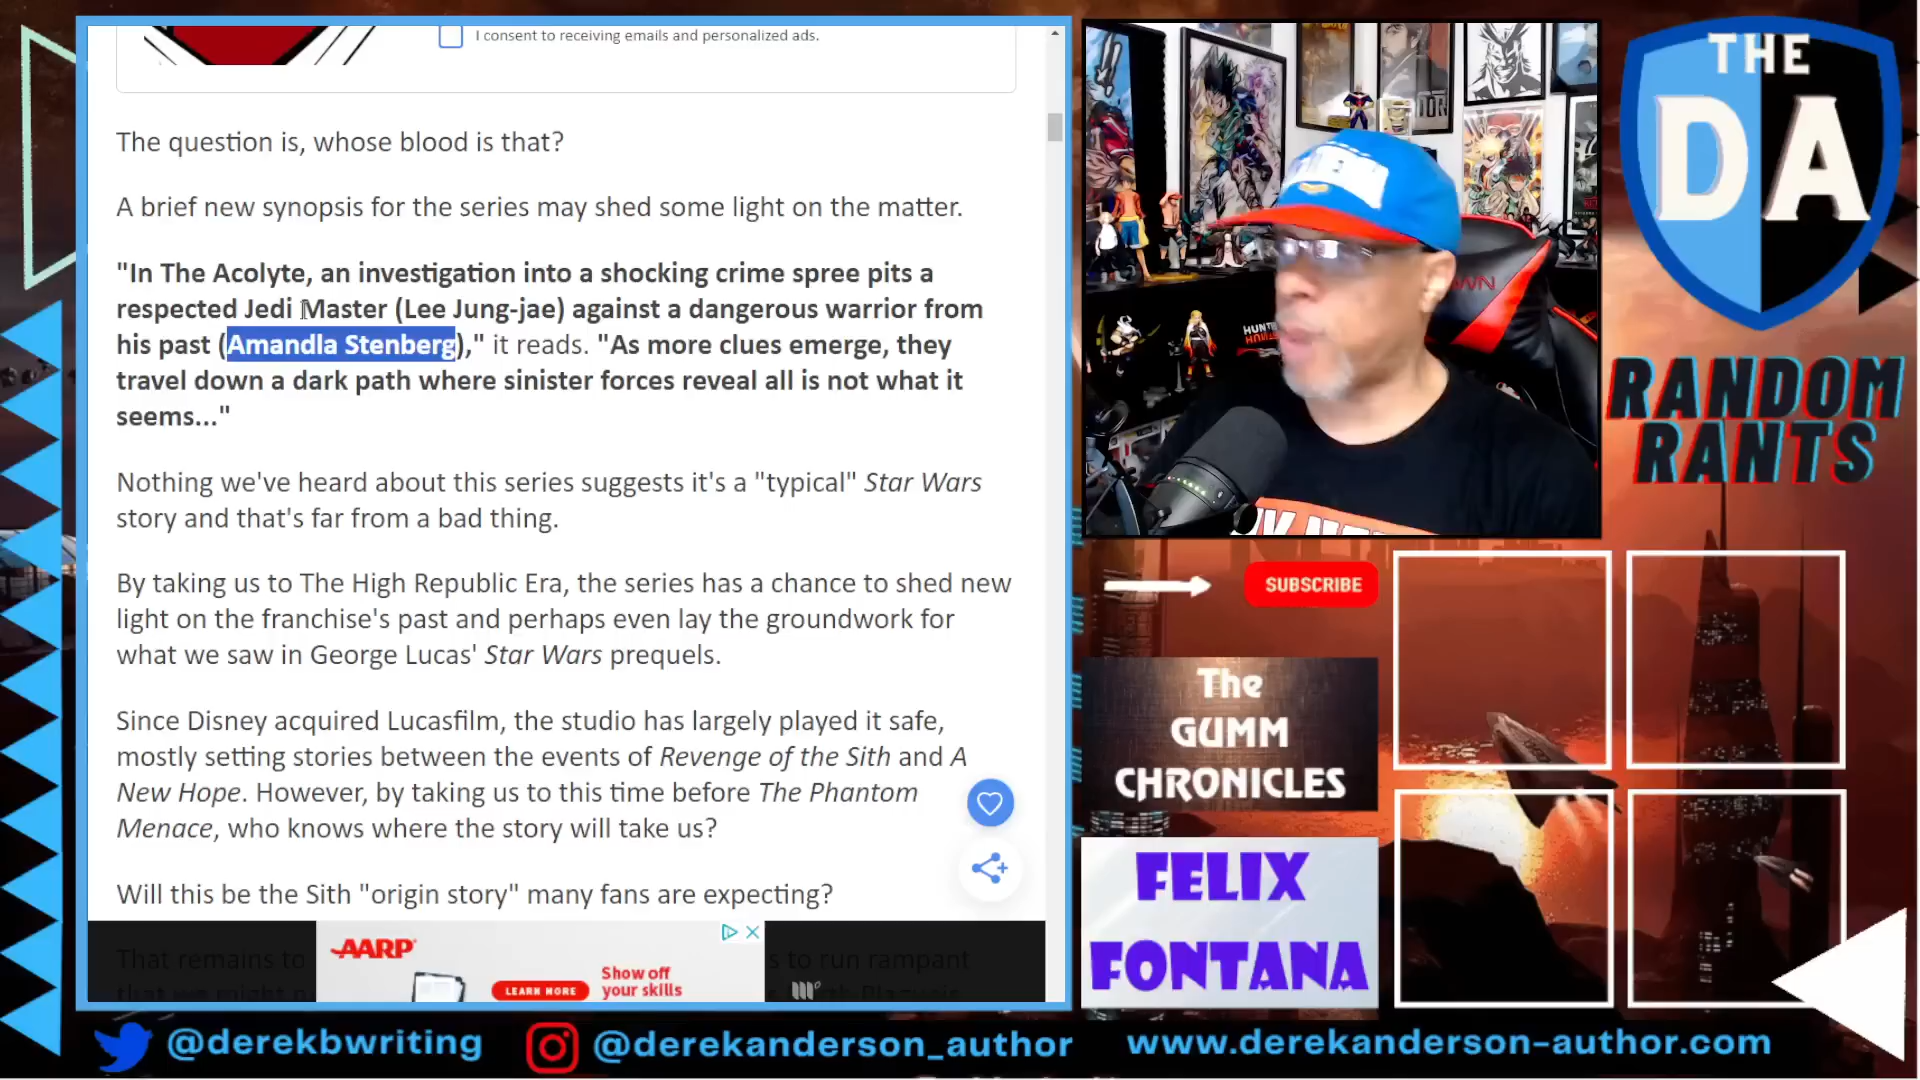 I consent to receiving emails and personalized ads.
The question is, whose blood is that?
A brief new synopsis for the series may shed some light on the matter.
"In The Acolyte, an investigation into a shocking crime spree pits a
respected Jedi Master (Lee Jung-jae) against a dangerous warrior from
his past (Amandla Stenberg)," it reads. "As more clues emerge, they
travel down a dark path where sinister forces reveal all is not what it
seems..."
Nothing we've heard about this series suggests it's a "typical" Star Wars
story and that's far from a bad thing.
By taking us to The High Republic Era, the series has a chance to shed new
light on the franchise's past and perhaps even lay the groundwork for
what we saw in George Lucas' Star Wars prequels.
Since Disney acquired Lucasfilm, the studio has largely played it safe,
mostly setting stories between the events of Revenge of the Sith and A
New Hope. However, by taking us to this time before The Phantom
Menace, who knows where the story will take us?
Will this be the Sith "origin story" many fans are expecting?
That remains to
s to run rampant
AARP
LEARN MORE
Show off
your skills
THE
DA
RANDOM
RANTS
SUBSCRIBE
The
GUMM
CHRONICLES
FELIX
FONTANA
@derekbwriting
@derekanderson_author
www.derekanderson-author.com